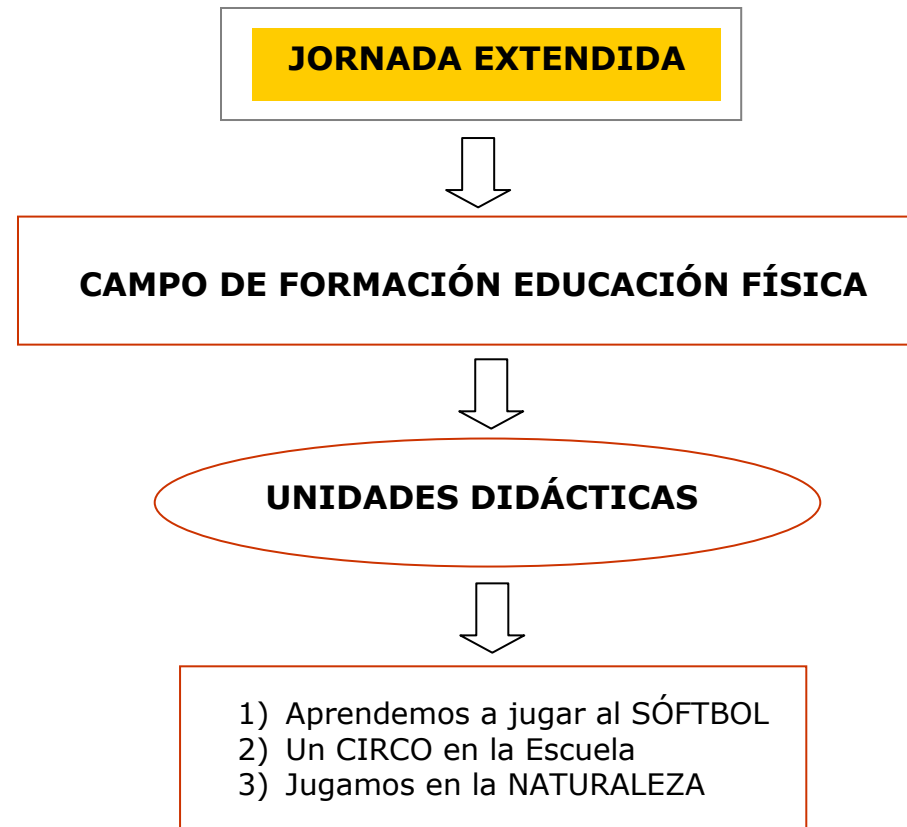 JORNADA EXTENDIDA
CAMPO DE FORMACIÓN EDUCACIÓN FÍSICA
UNIDADES DIDÁCTICAS
1) Aprendemos a jugar al SÓFTBOL
2) Un CIRCO en la Escuela
3) Jugamos en la NATURALEZA